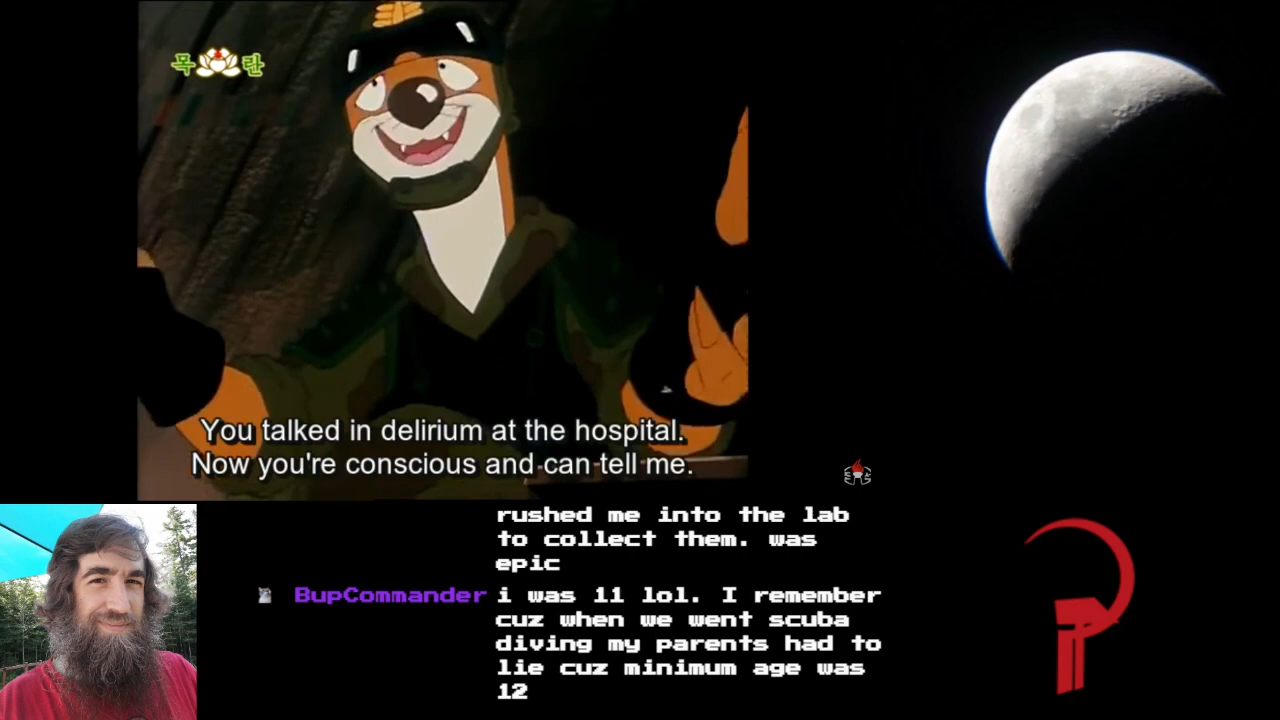 목란
You talked in delirium at the hospital.
Now you're conscious and can tell me.
rushed me into the lab
to collect them. was
epic
BupCommander i was 11 lol. I remember
cuz when we went scuba
diving my parents had to
lie cuz minimum age was
12